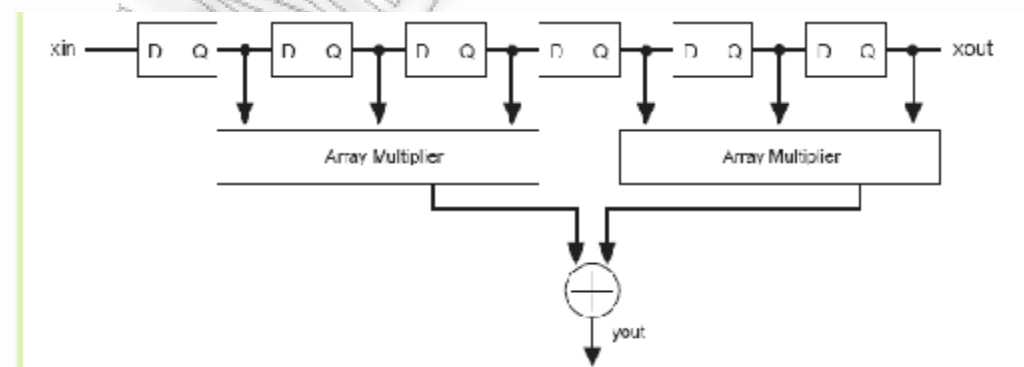 xin D Q D Q D Q D Q D Q D Q xout
Array Multiplier Array Multiplier
yout